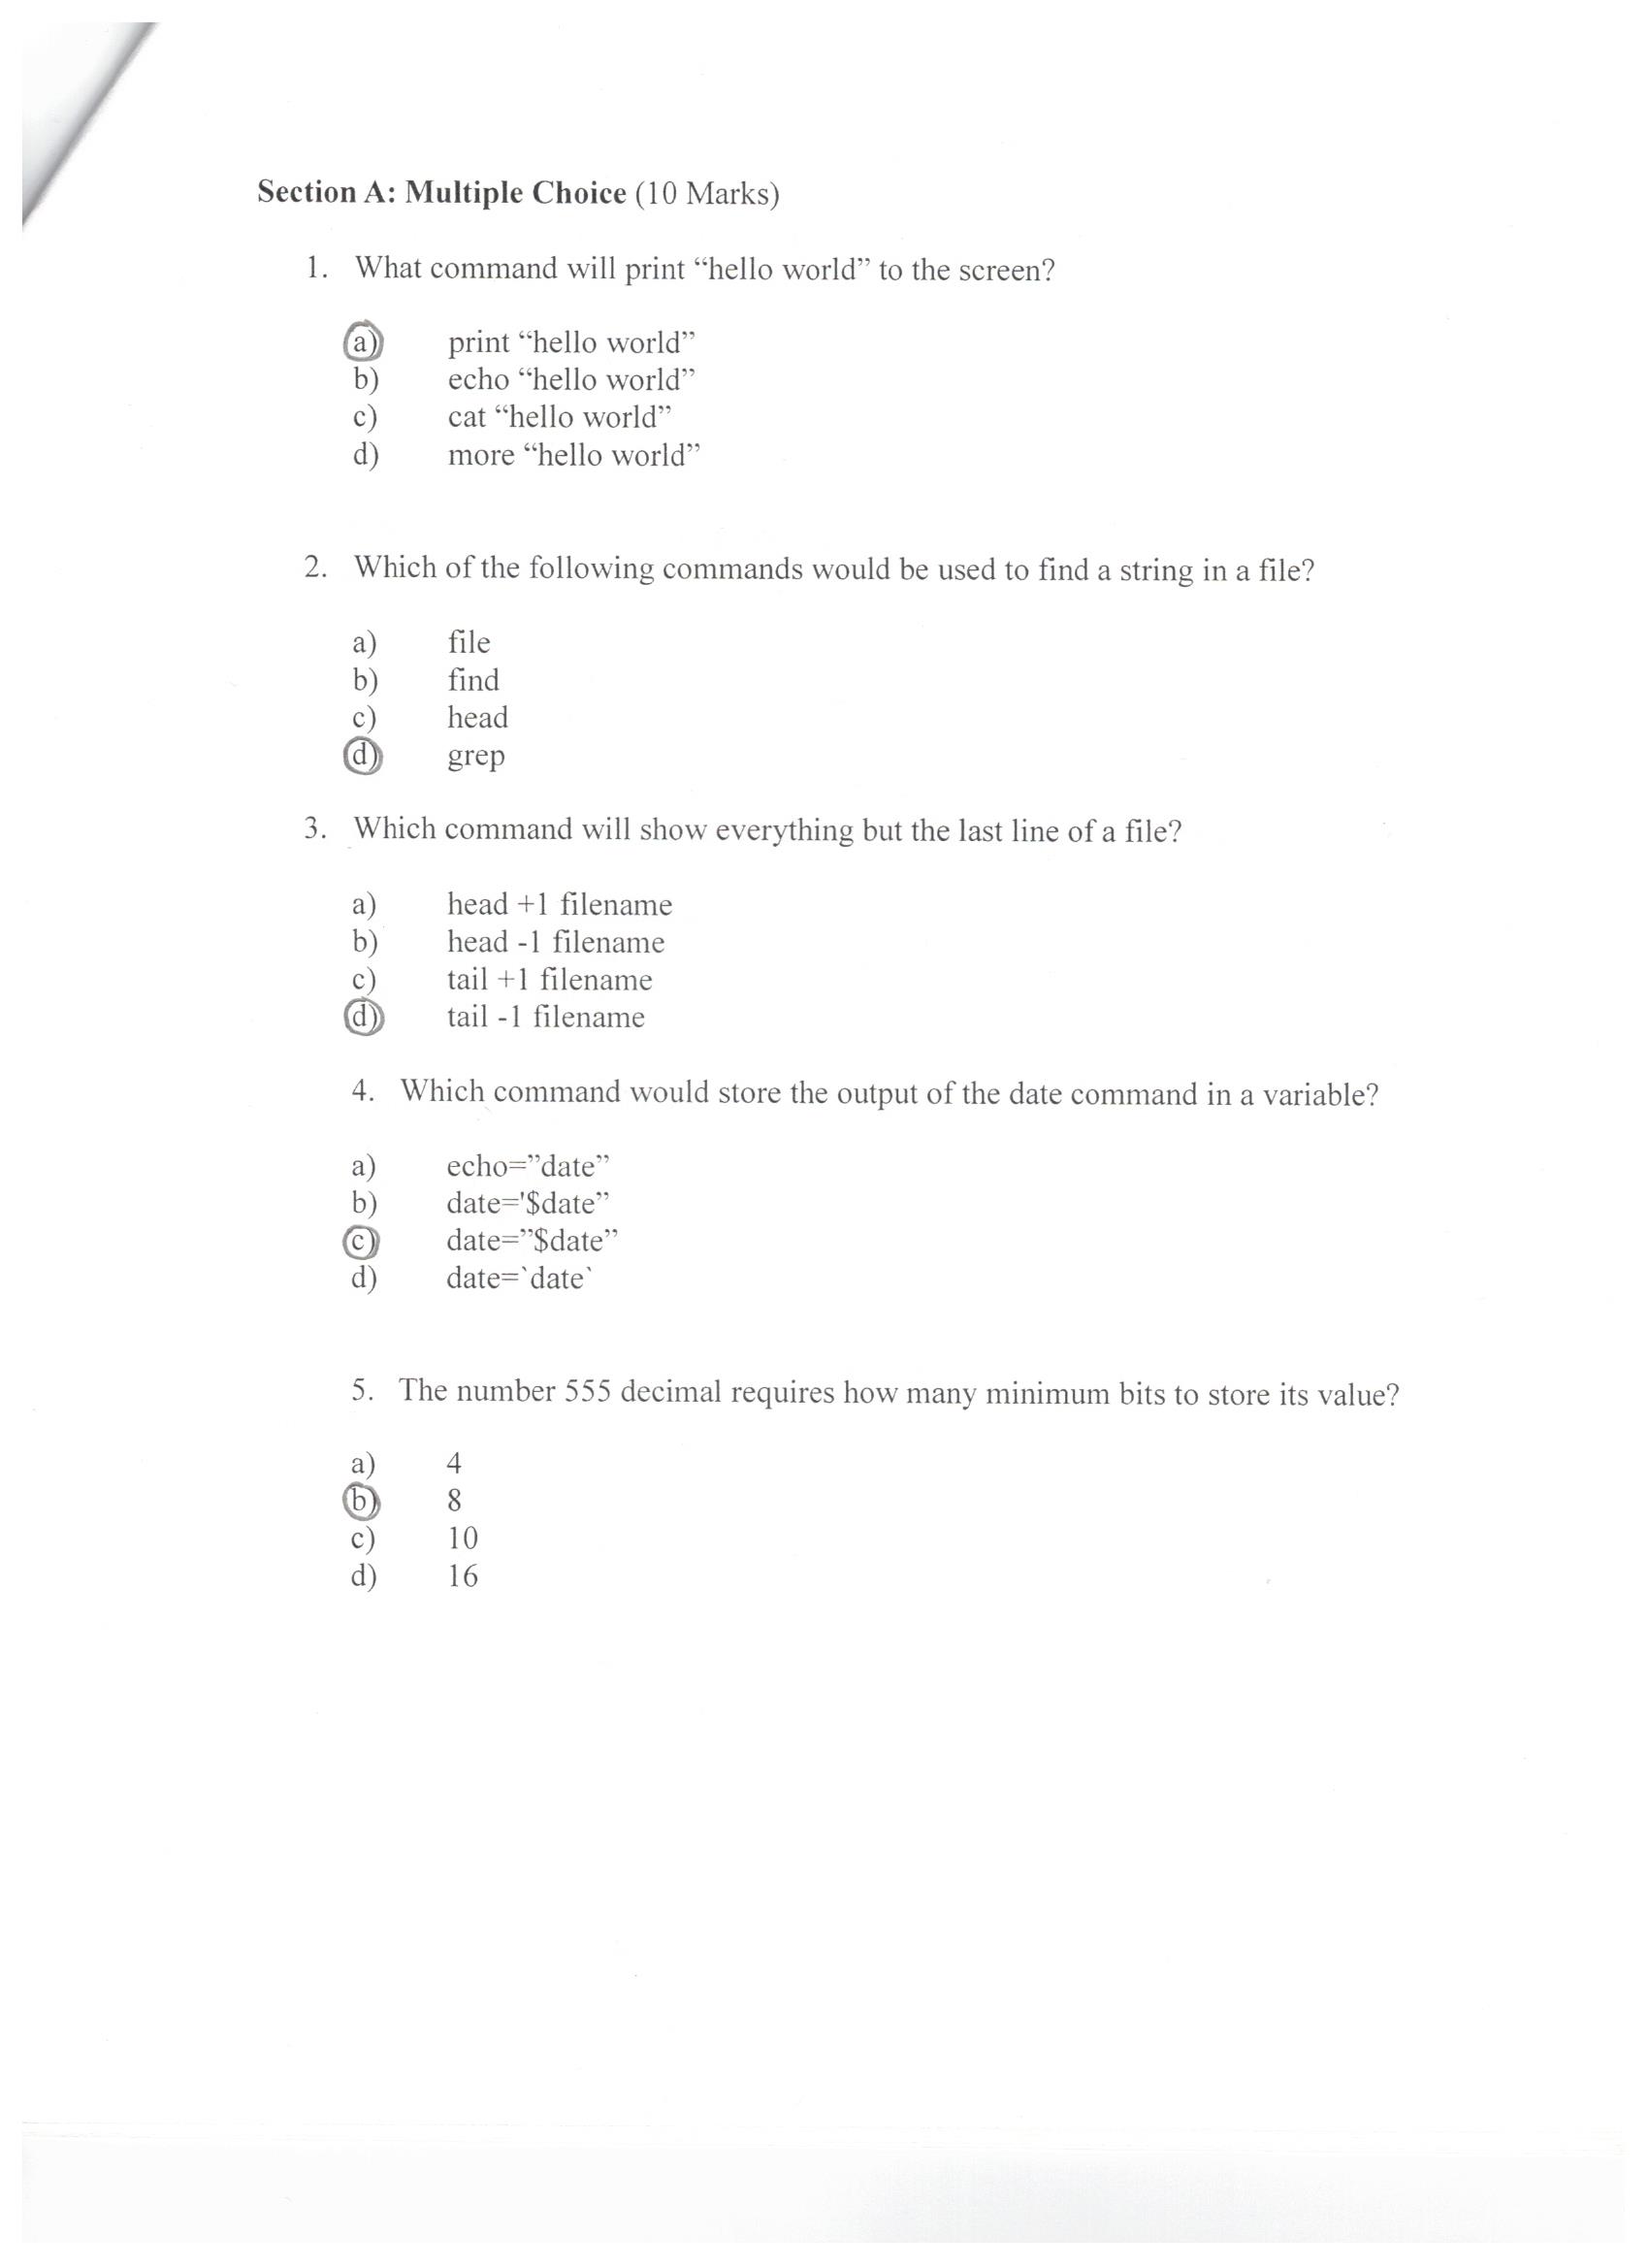 Section A: Multiple Choice (10 Marks)
1. What command will print “hello world” to the screen?
a) print “hello world”
b) echo “hello world”
c) cat “hello world”
d) more “hello world”
2. Which of the following commands would be used to find a string in a file?
a) file
b) find
c) head
d) grep
3. Which command will show everything but the last line of a file?
a) head +1 filename
b) head -1 filename
c) tail +1 filename
d) tail -1 filename
4. Which command would store the output of the date command in a variable?
a) echo=”date”
b) date='$date”
c) date=”$date”
d) date=`date`
5. The number 555 decimal requires how many minimum bits to store its value?
a) 4
b) 8
c) 10
d) 16